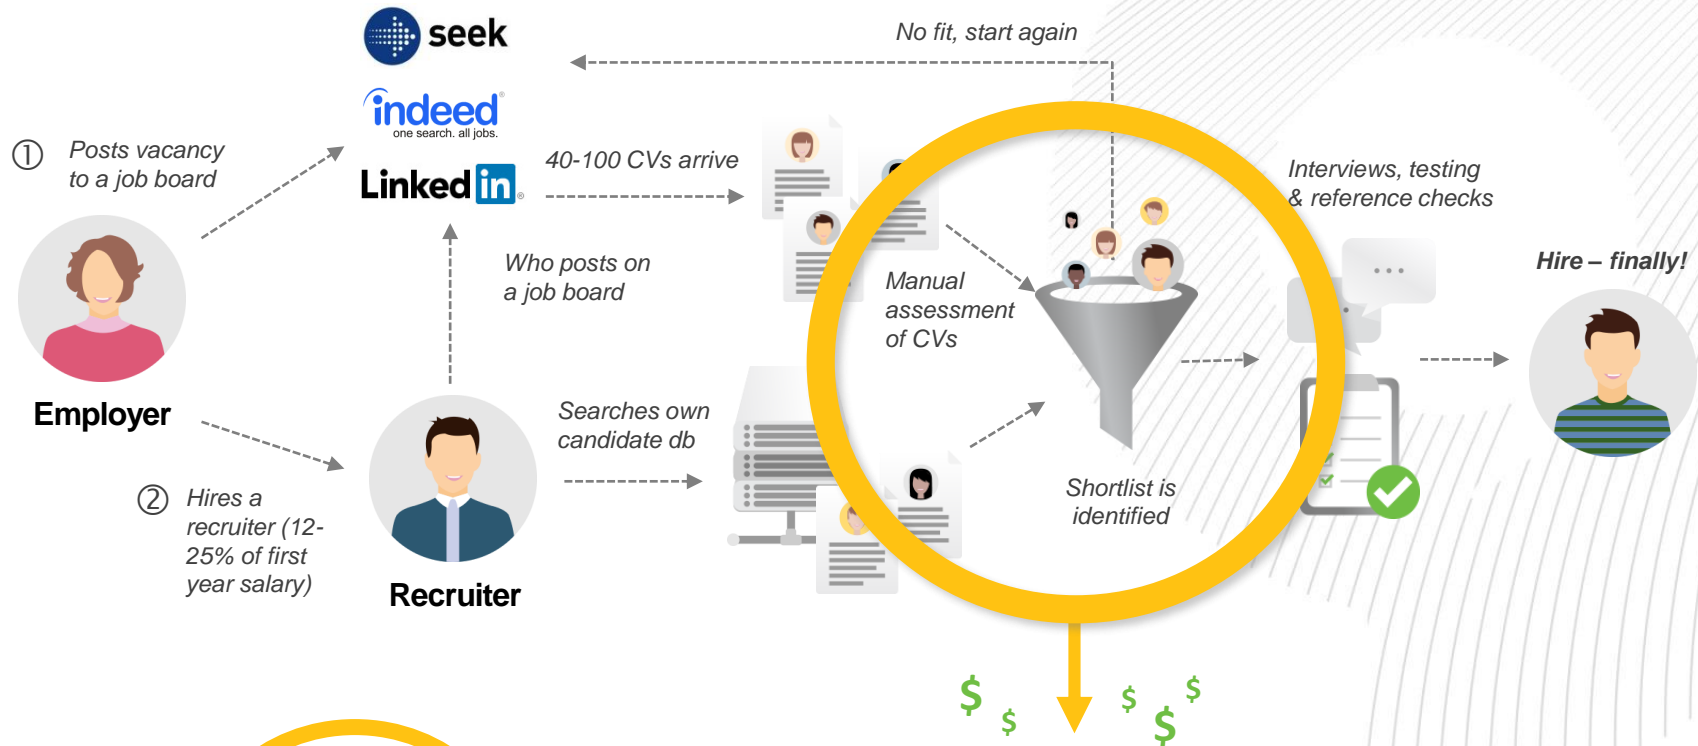 seek
No fit, start again
indeed®
one search. all jobs.
① Posts vacancy
to a job board
Linked in®
40-100 CVs arrive
Interviews, testing
& reference checks
Who posts on
a job board
Manual
assessment
of CVs
Hire – finally!
Employer
Searches own
candidate db
② Hires a
recruiter (12-
25% of first
year salary)
Shortlist is
identified
Recruiter
$ $ $ $ $